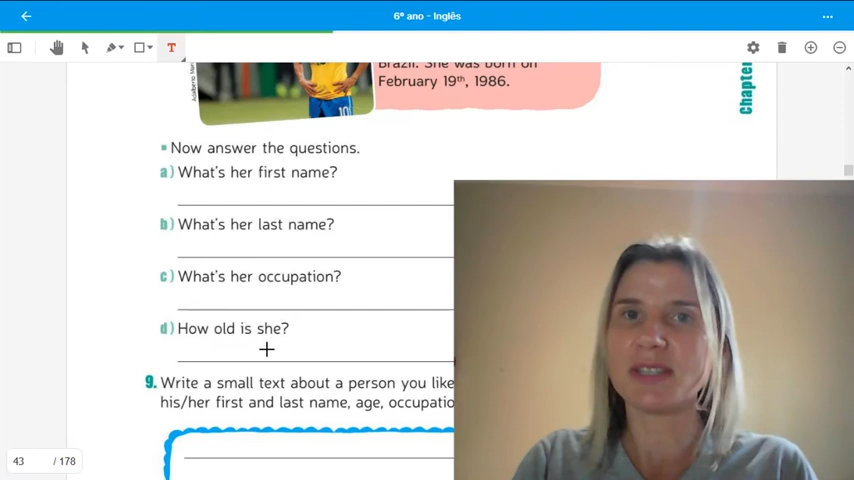 6º ano - Inglês
T
Brazil. She was born on
February 19th, 1986.
Chapter
10
Now answer the questions.
a) What's her first name?
b) What's her last name?
c) What's her occupation?
d) How old is she?
9. Write a small text about a person you like
his/her first and last name, age, occupatio
43 / 178